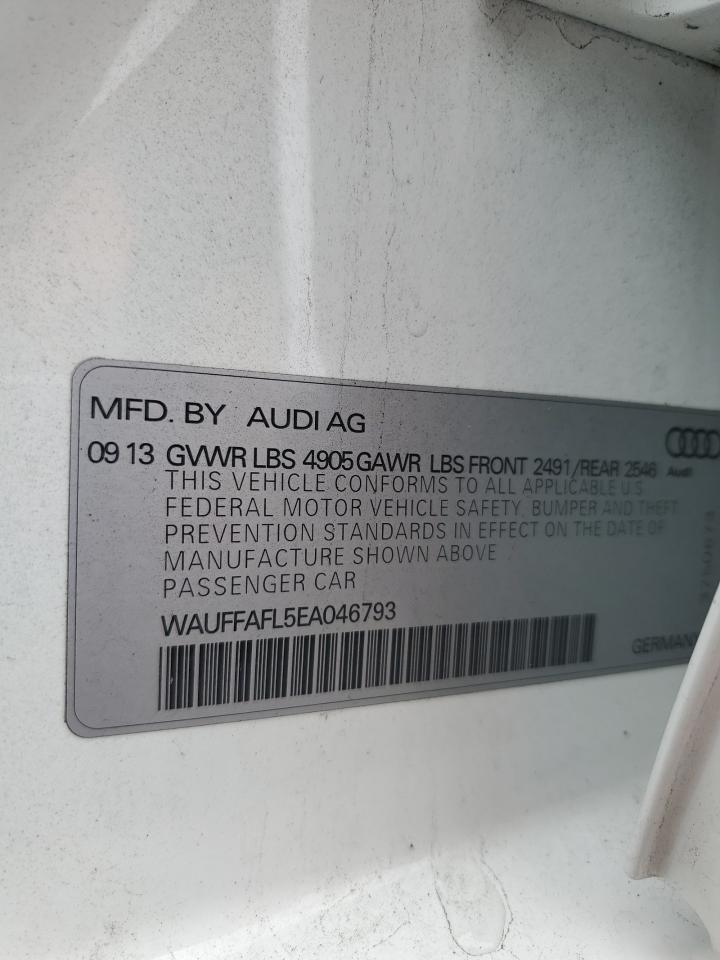 MFD. BY AUDI AG
09 13 GVWR LBS 4905 GAWR LBS FRONT 2491/REAR 2546
Audi
THIS VEHICLE CONFORMS TO ALL APPLICABLE U.S
FEDERAL MOTOR VEHICLE SAFETY, BUMPER AND THEFT
PREVENTION STANDARDS IN EFFECT ON THE DATE OF
MANUFACTURE SHOWN ABOVE
PASSENGER CAR
WAUFFAFL5EA046793
GERMANY